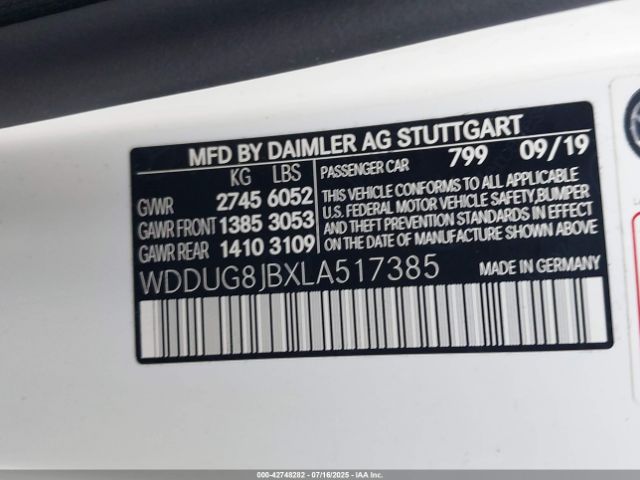 MFD BY DAIMLER AG STUTTGART
KG LBS
GVWR 2745 6052
GAWR FRONT 1385 3053
GAWR REAR 1410 3109
PASSENGER CAR 799 09/19
THIS VEHICLE CONFORMS TO ALL APPLICABLE
U.S. FEDERAL MOTOR VEHICLE SAFETY, BUMPER
AND THEFT PREVENTION STANDARDS IN EFFECT
ON THE DATE OF MANUFACTURE SHOWN ABOVE.
WDDUG8JBXLA517385 MADE IN GERMANY
000-42748282 - 07/16/2025 - IAA, Inc.